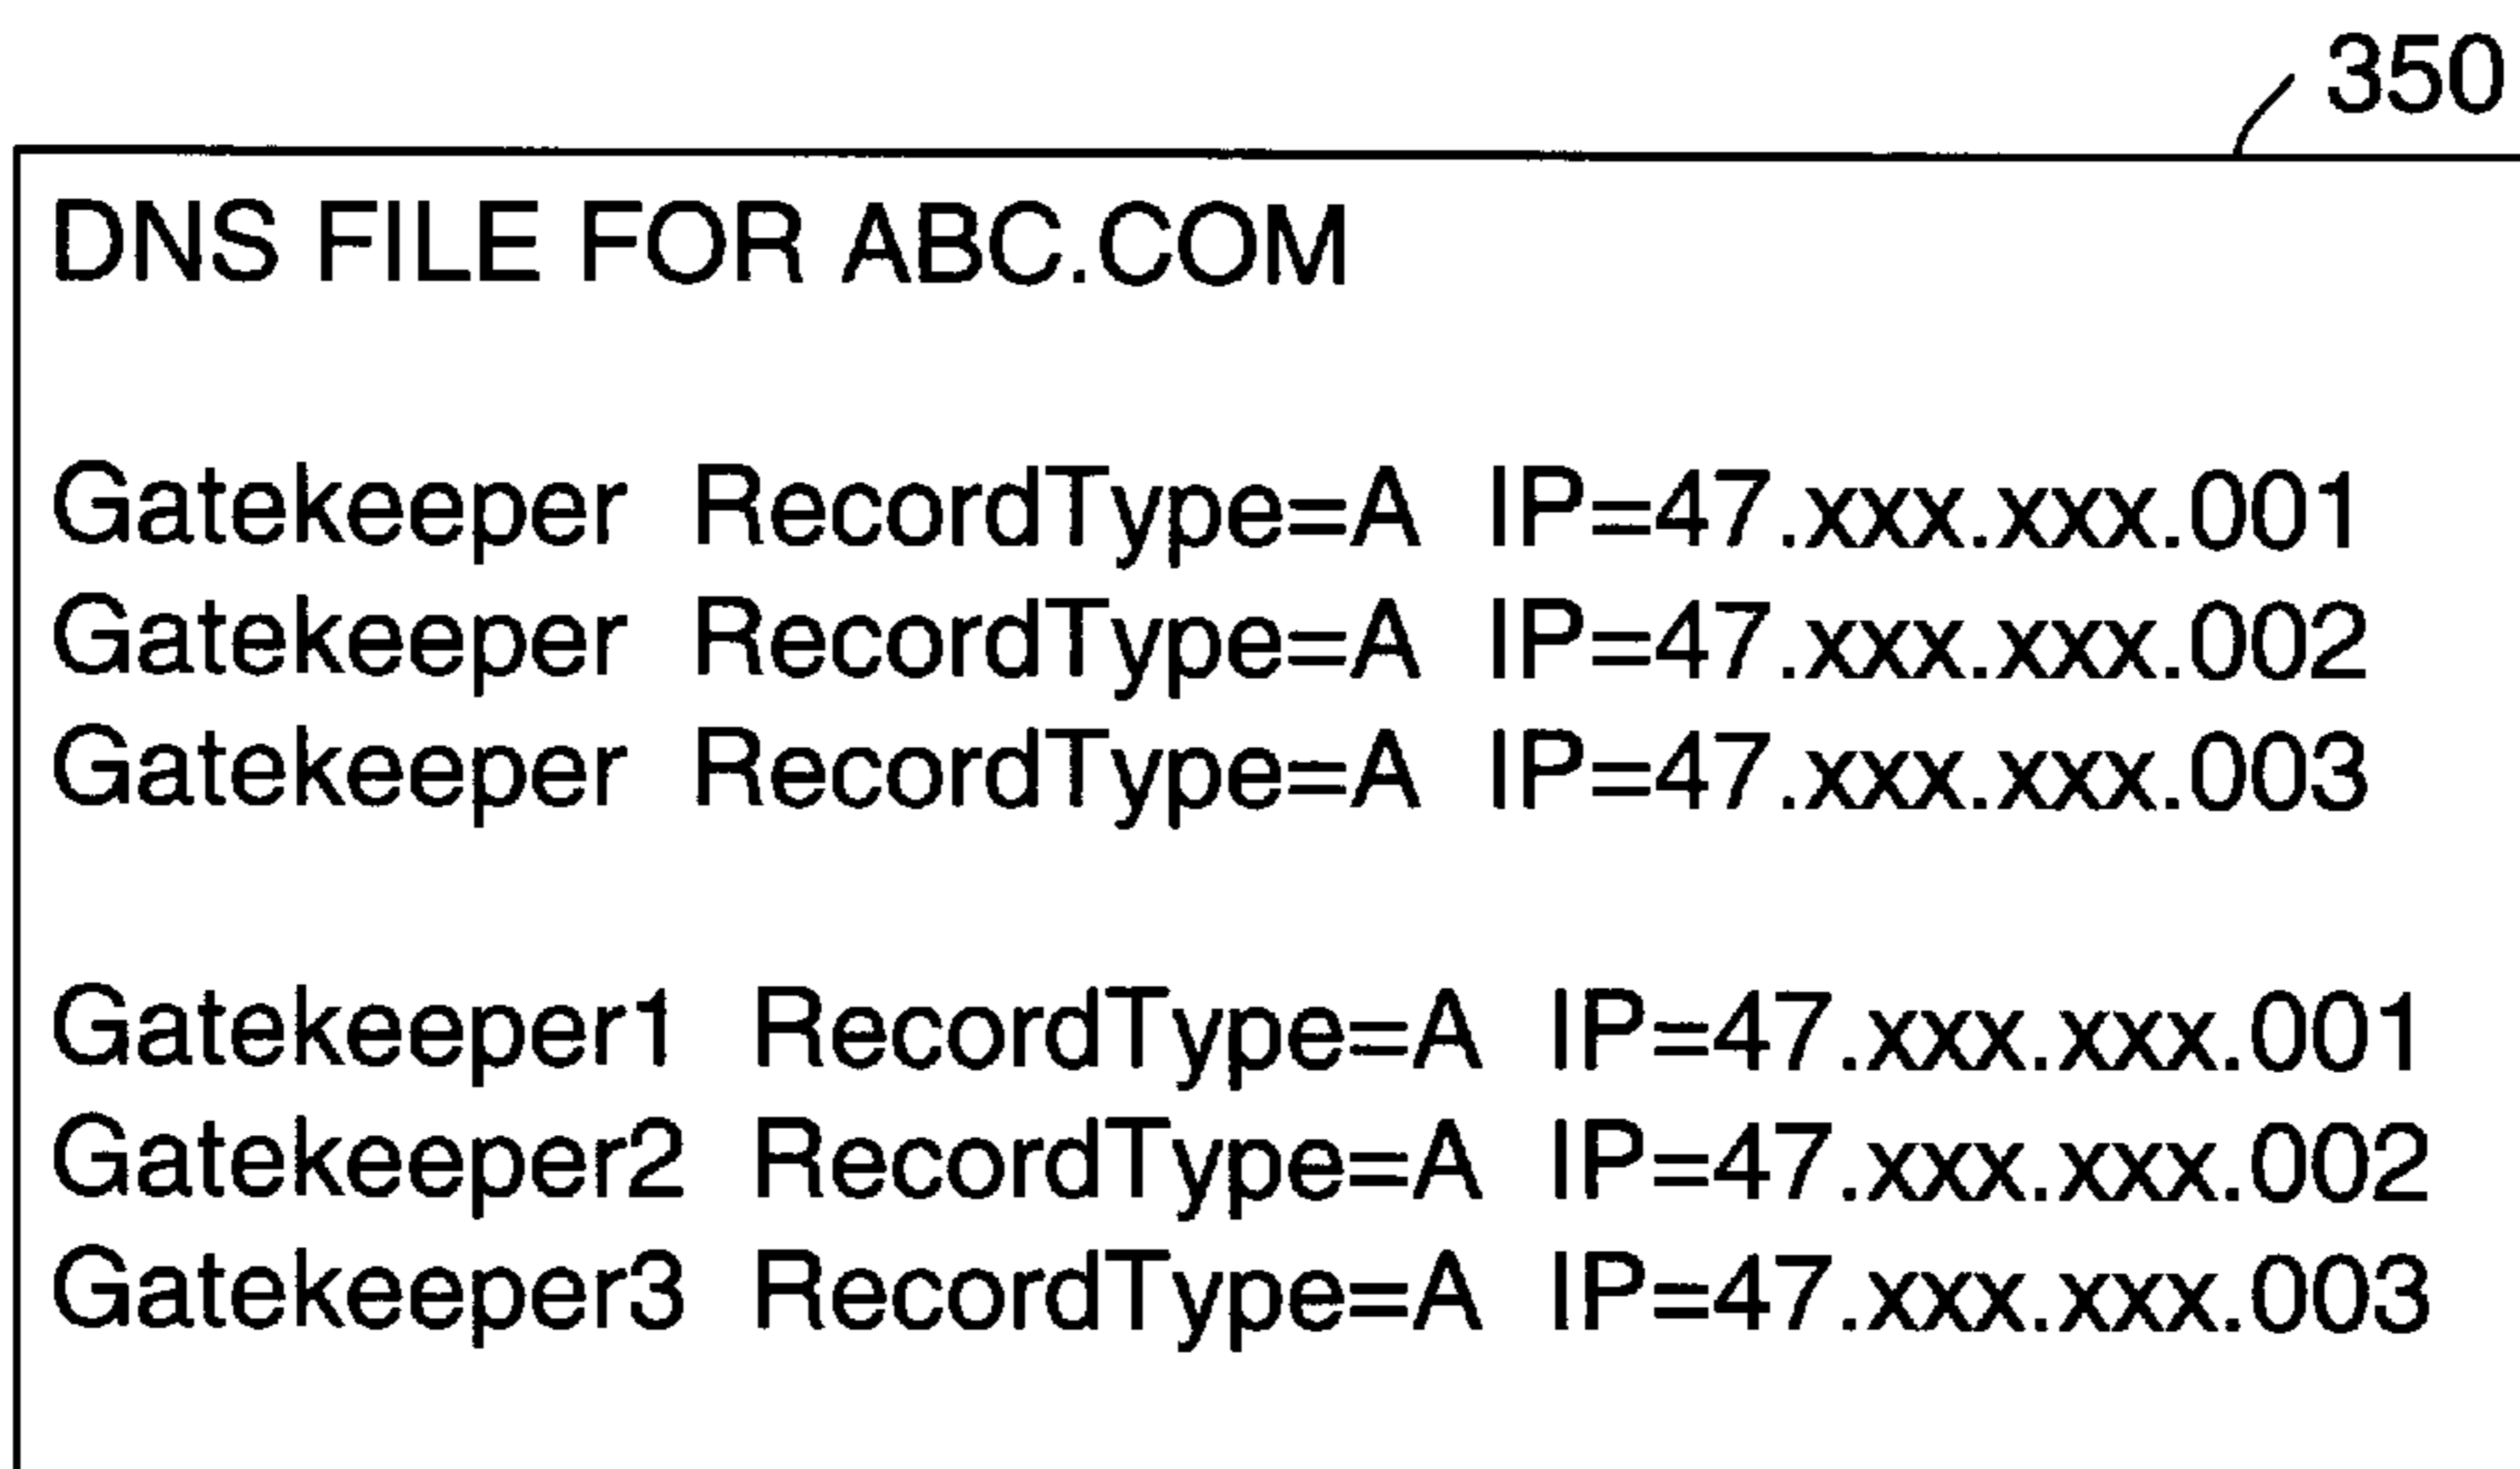 350
DNS FILE FOR ABC.COM
Gatekeeper RecordType=A IP=47.xxx.xxx.001
Gatekeeper RecordType=A IP=47.xxx.xxx.002
Gatekeeper RecordType=A IP=47.xxx.xxx.003
Gatekeeper1 RecordType=A IP=47.xxx.xxx.001
Gatekeeper2 RecordType=A IP=47.xxx.xxx.002
Gatekeeper3 RecordType=A IP=47.xxx.xxx.003